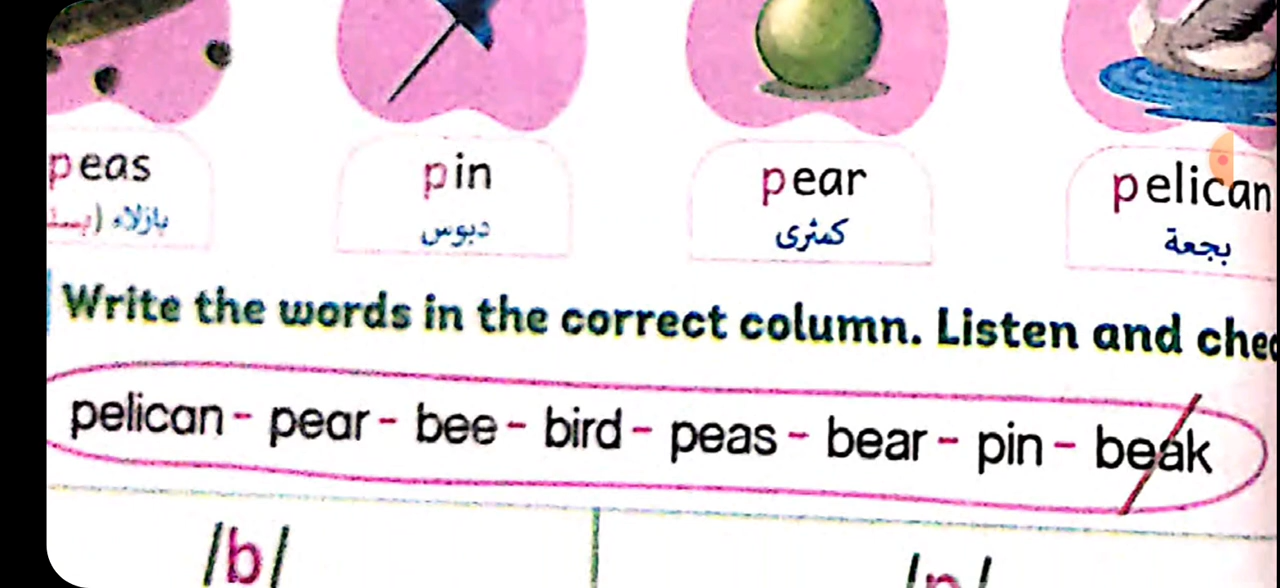 peas
pin
pear
pelican
بازلاء
دبوس
كمثرى
بجعة
Write the words in the correct column. Listen and chec
pelican - pear - bee - bird - peas - bear - pin - beak
/b/
/p/